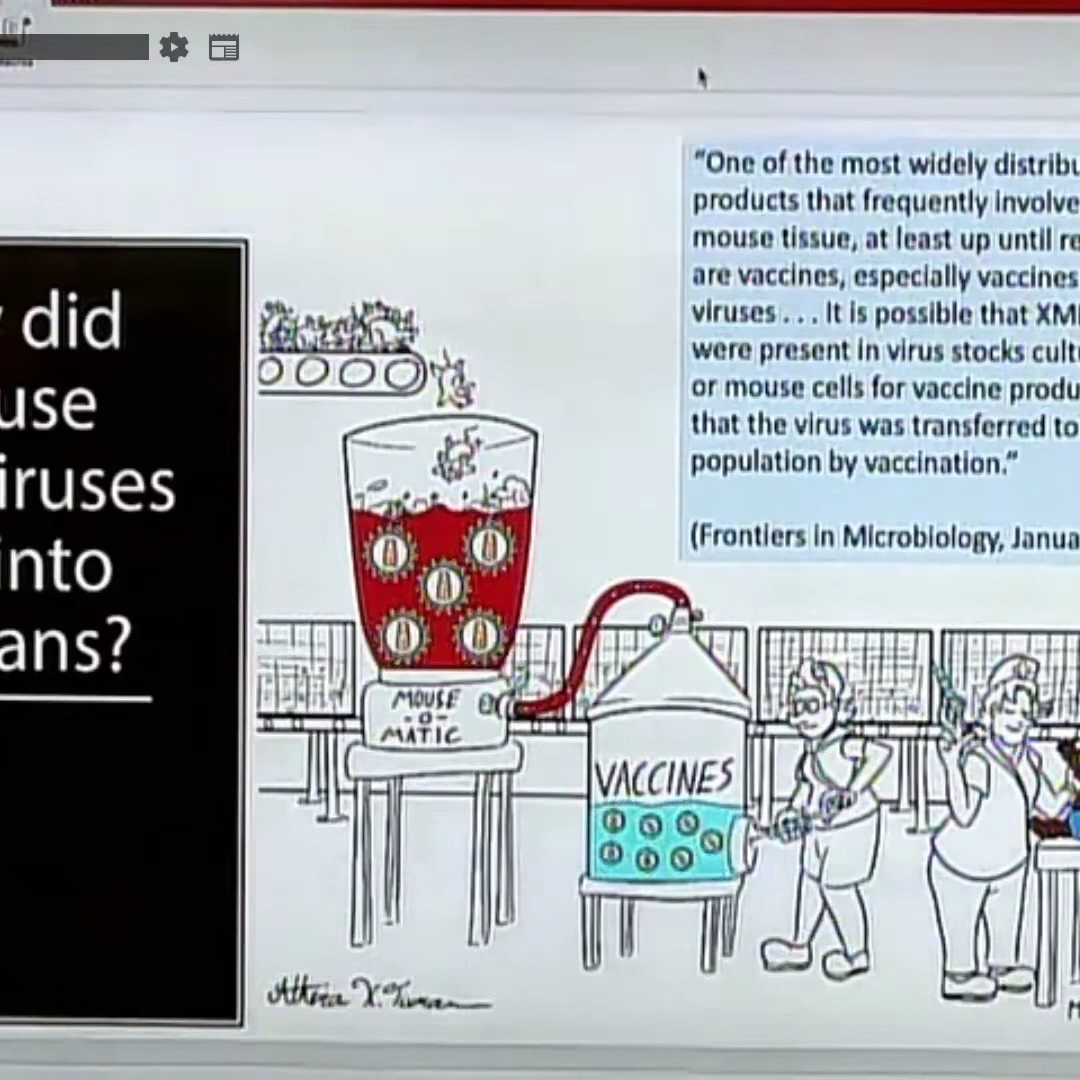 did
use
iruses
into
ans?
"One of the most widely distribu
products that frequently involve
mouse tissue, at least up until re
are vaccines, especially vaccines
viruses . . . It is possible that XM
were present in virus stocks cult
or mouse cells for vaccine produ
that the virus was transferred to
population by vaccination."
(Frontiers in Microbiology, Janua
MOUSE
-O-
MATIC
VACCINES